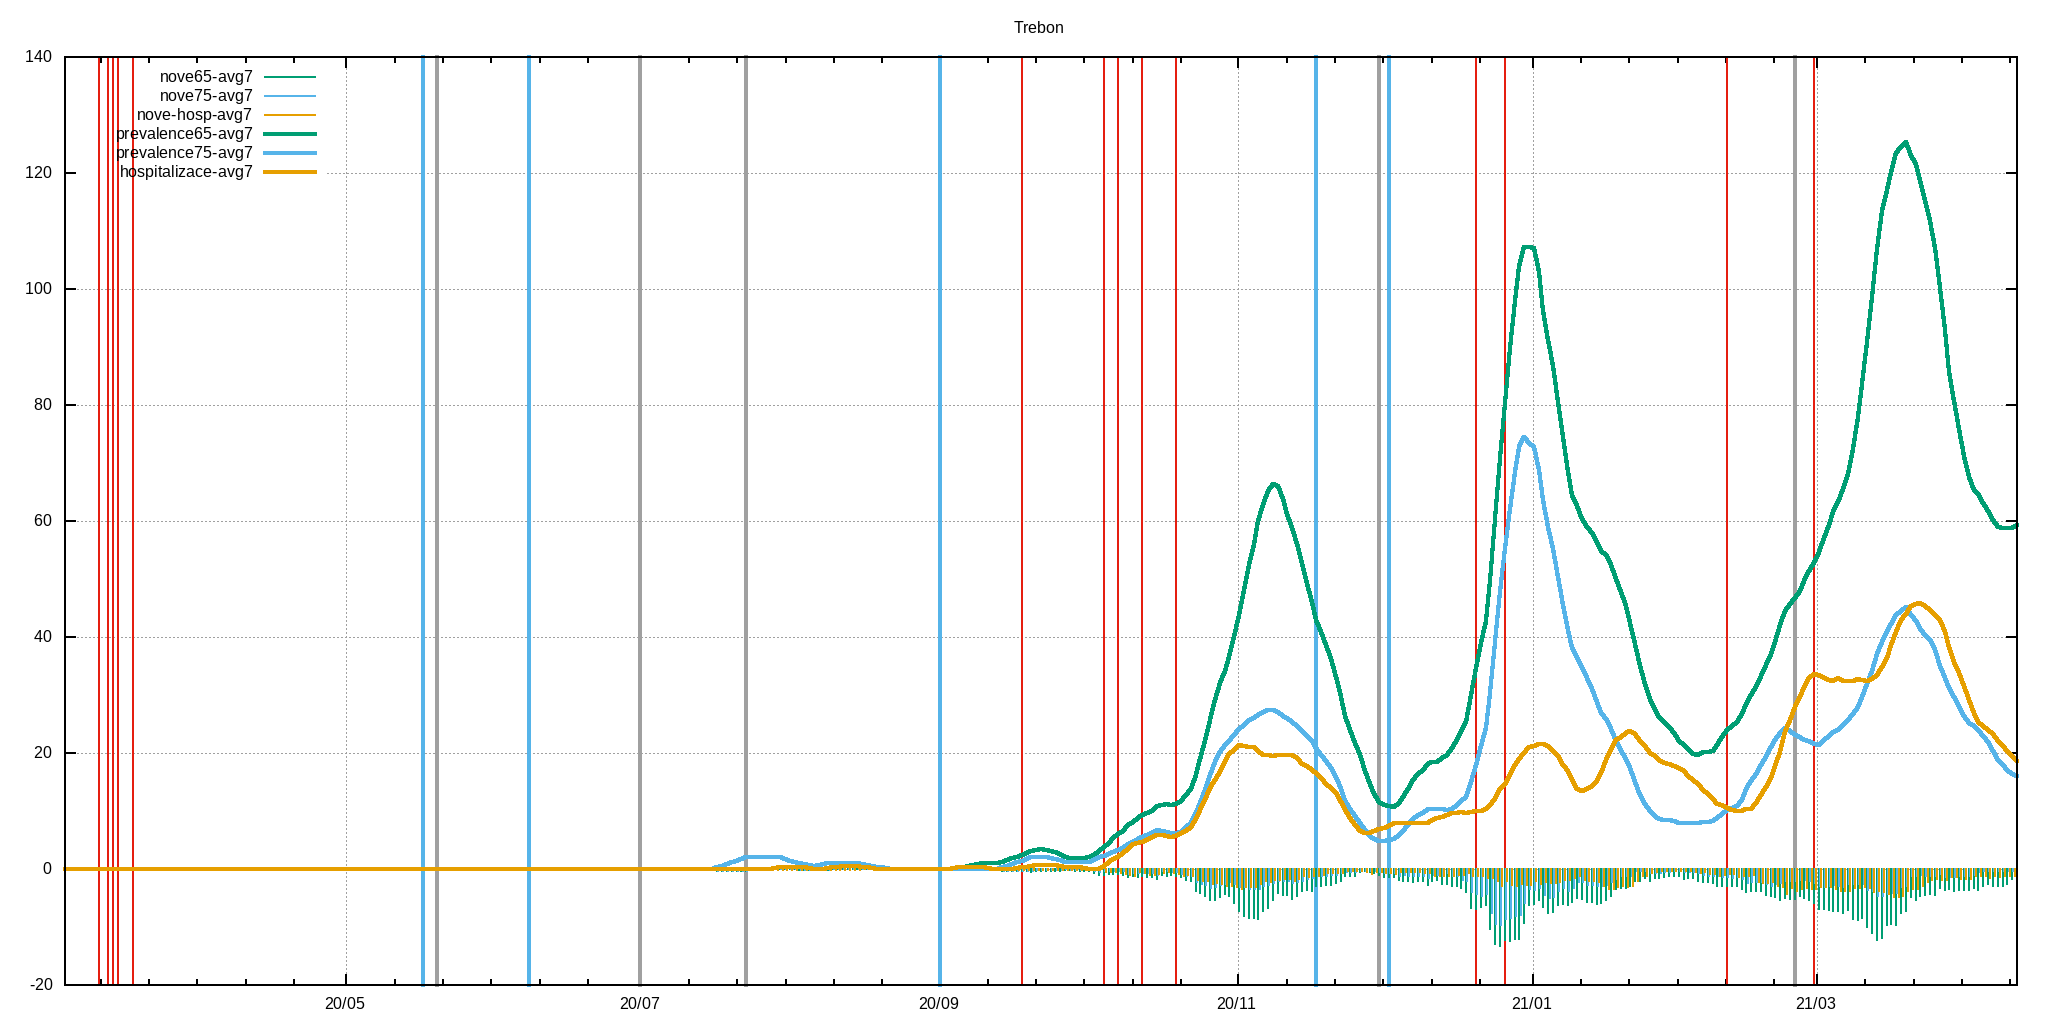 Trebon
140
120
100
80
60
40
20
0
-20
nove65-avg7
nove75-avg7
nove-hosp-avg7
prevalence65-avg7
prevalence75-avg7
hospitalizace-avg7
20/05 20/07 20/09 20/11 21/01 21/03